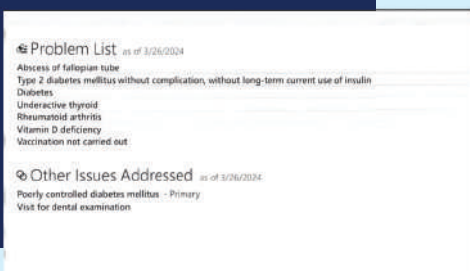 Problem List as of 3/26/2024
Abscess of fallopian tube
Type 2 diabetes mellitus without complication, without long-term current use of insulin
Diabetes
Underactive thyroid
Rheumatoid arthritis
Vitamin D deficiency
Vaccination not carried out
Other Issues Addressed as of 3/26/2024
Poorly controlled diabetes mellitus - Primary
Visit for dental examination